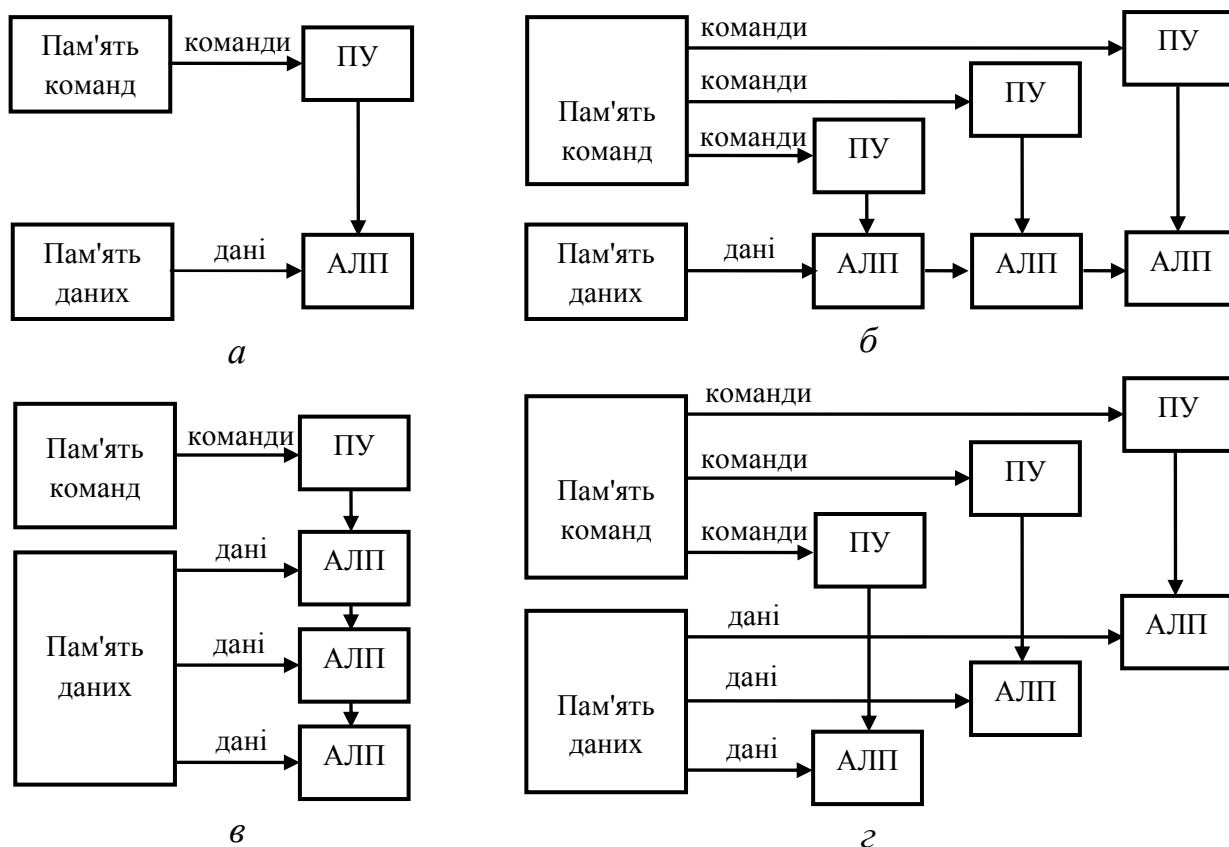 Пам'ять
команд
команди
ПУ
Пам'ять
даних
дані
АЛП
а
Пам'ять
команд
команди
ПУ
команди
ПУ
команди
ПУ
Пам'ять
даних
дані
АЛП
АЛП
АЛП
б
Пам'ять
команд
команди
ПУ
Пам'ять
даних
дані
АЛП
дані
АЛП
дані
АЛП
в
Пам'ять
команд
команди
ПУ
команди
ПУ
команди
ПУ
Пам'ять
даних
дані
АЛП
дані
АЛП
дані
АЛП
г